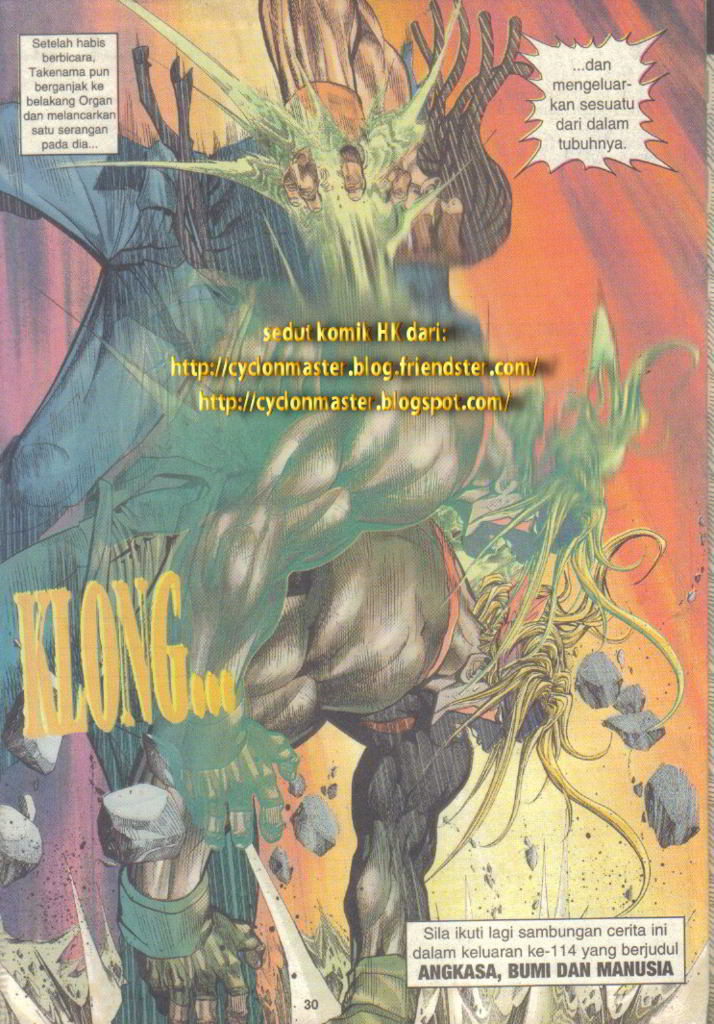 Setelah habis
berbicara,
Takenama pun
berganjak ke
belakang Organ
dan melancarkan
satu serangan
pada dia...
...dan
mengeluar-
kan sesuatu
dari dalam
tubuhnya.
sedut komik HK dari:
http://cyclonmaster.blog.friendster.com/
http://cyclonmaster.blogspot.com/
KLONG...
Sila ikuti lagi sambungan cerita ini
dalam keluaran ke-114 yang berjudul
ANGKASA, BUMI DAN MANUSIA
30